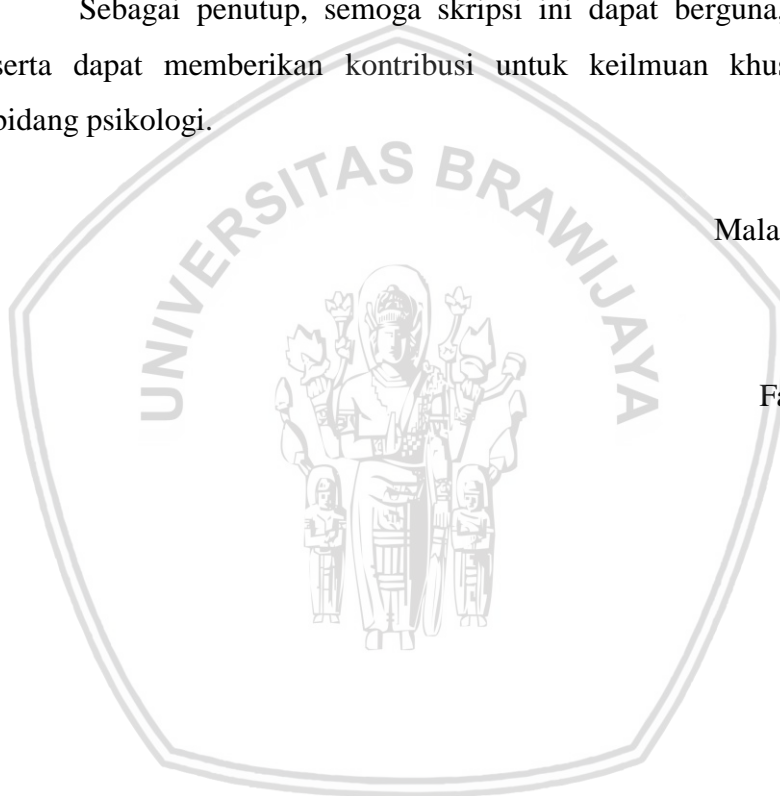 Sebagai penutup, semoga skripsi ini dapat berguna,
serta dapat memberikan kontribusi untuk keilmuan khus
bidang psikologi.
UNIVERSITAS BRAWIJAYA
Mala
Fa